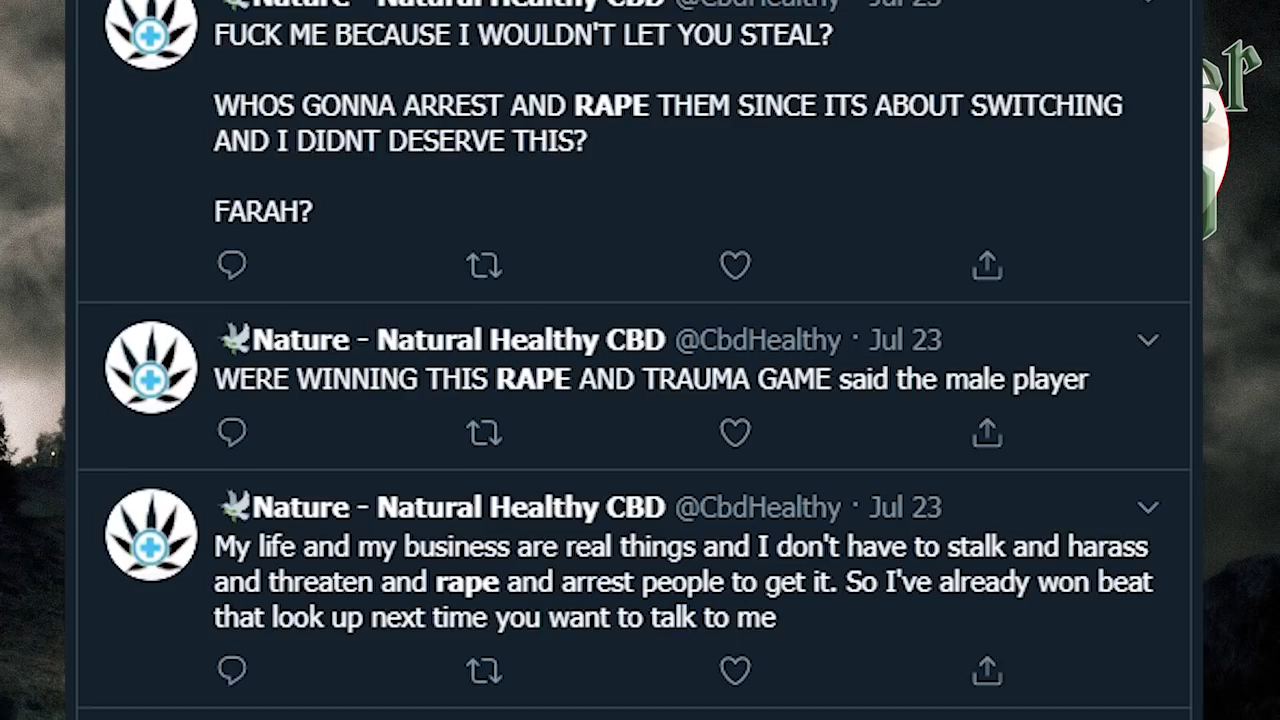 Nature - Natural Healthy CBD @CbdHealthy · Jul 23
FUCK ME BECAUSE I WOULDN'T LET YOU STEAL?
WHOS GONNA ARREST AND RAPE THEM SINCE ITS ABOUT SWITCHING
AND I DIDNT DESERVE THIS?
FARAH?
Nature - Natural Healthy CBD @CbdHealthy · Jul 23
WERE WINNING THIS RAPE AND TRAUMA GAME said the male player
Nature - Natural Healthy CBD @CbdHealthy · Jul 23
My life and my business are real things and I don't have to stalk and harass
and threaten and rape and arrest people to get it. So I've already won beat
that look up next time you want to talk to me